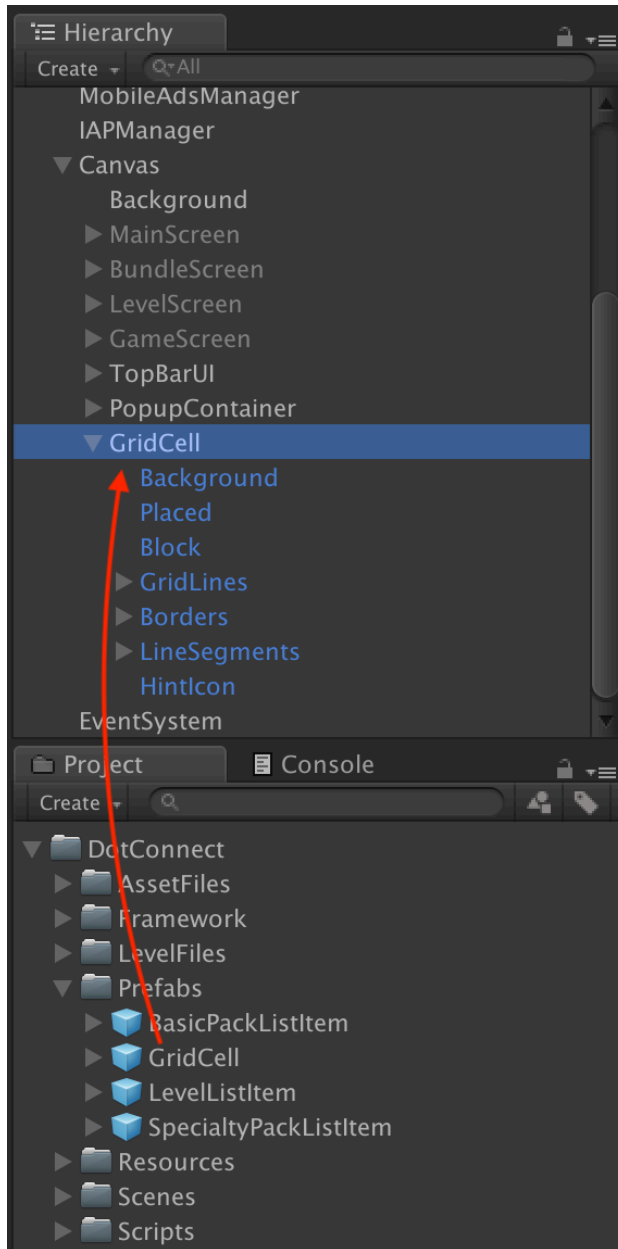 Hierarchy
Create All
MobileAdsManager
IAPManager
Canvas
Background
MainScreen
BundleScreen
LevelScreen
GameScreen
TopBarUI
PopupContainer
GridCell
Background
Placed
Block
GridLines
Borders
LineSegments
HintIcon
EventSystem
Project Console
Create
DotConnect
AssetFiles
Framework
LevelFiles
Prefabs
BasicPackListItem
GridCell
LevelListItem
SpecialtyPackListItem
Resources
Scenes
Scripts